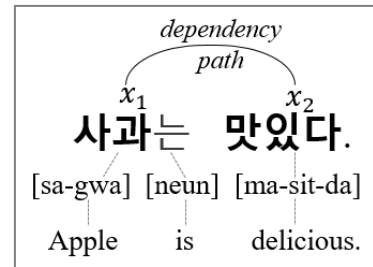 dependency
path
x₁ x₂
사과는 맛있다.
[sa-gwa] [neun] [ma-sit-da]
Apple is delicious.